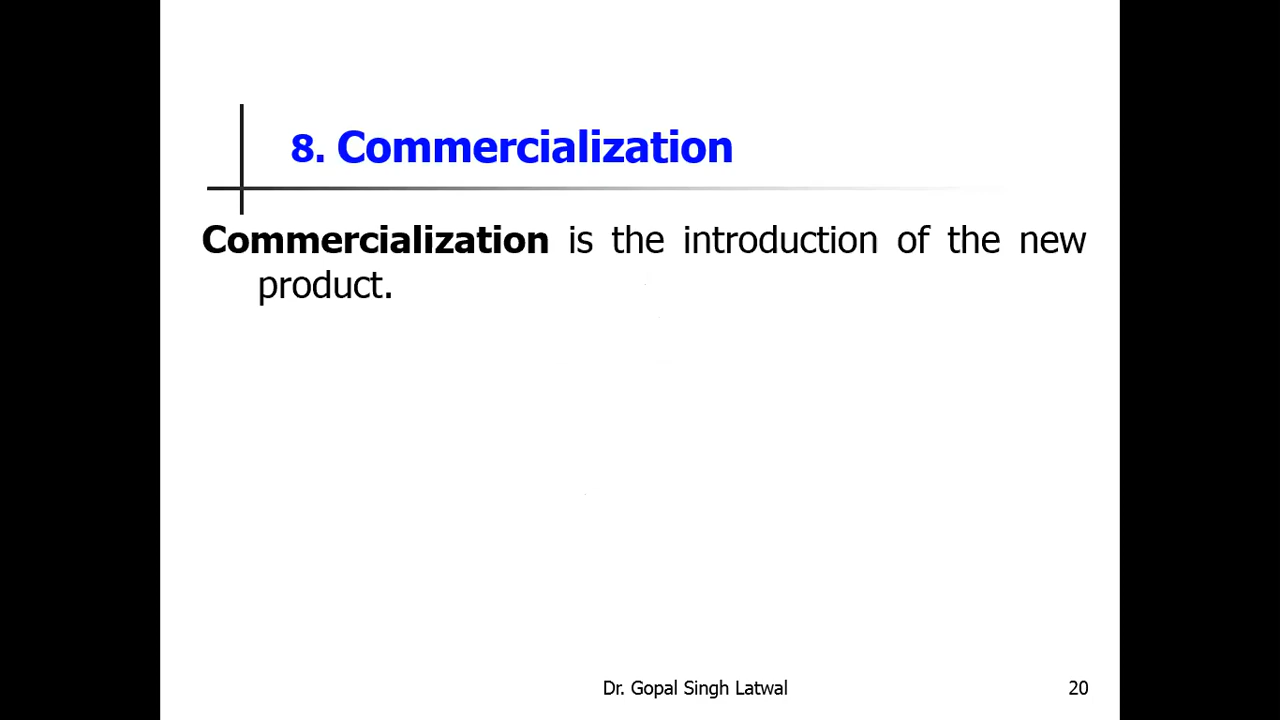 8. Commercialization
Commercialization is the introduction of the new
product.
Dr. Gopal Singh Latwal
20